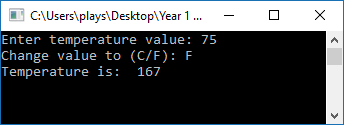 C:\Users\plays\Desktop\Year 1 ...
Enter temperature value: 75
Change value to (C/F): F
Temperature is:  167